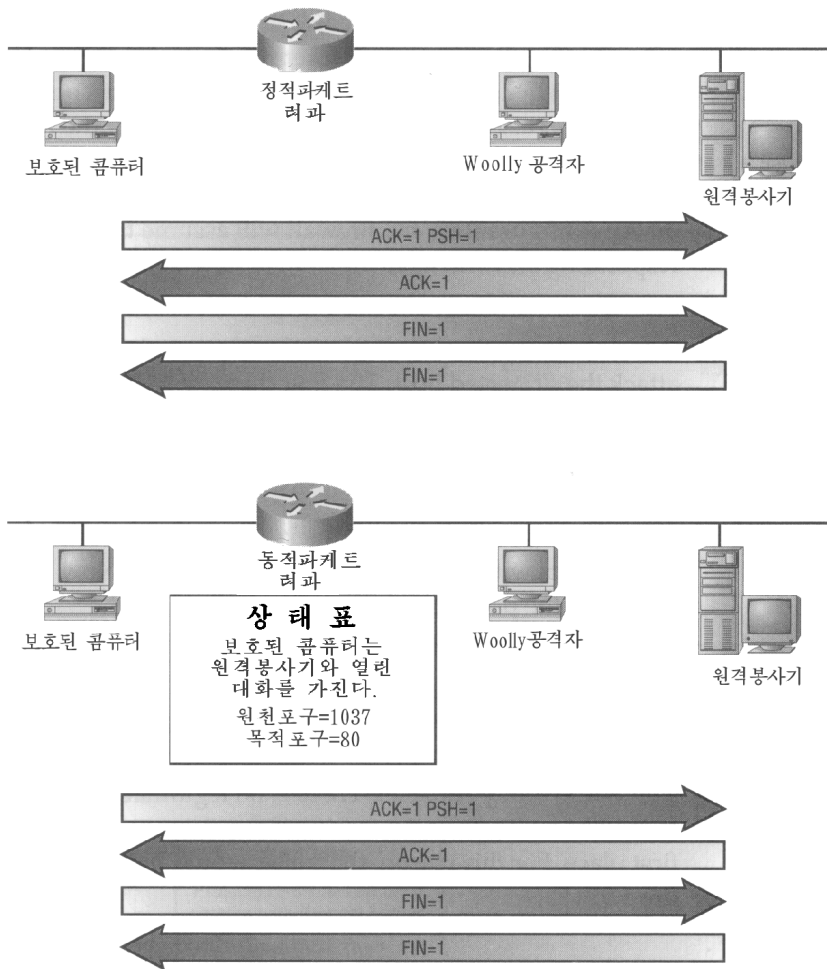 정적파케트
려과
보호된 콤퓨터
Woolly 공격자
원격봉사기
ACK=1 PSH=1
ACK=1
FIN=1
FIN=1
동적파케트
려과
보호된 콤퓨터
Woolly공격자
원격봉사기
상 태 표
보호된 콤퓨터는
원격봉사기와 열린
대화를 가진다.
원천포구=1037
목적포구=80
ACK=1 PSH=1
ACK=1
FIN=1
FIN=1